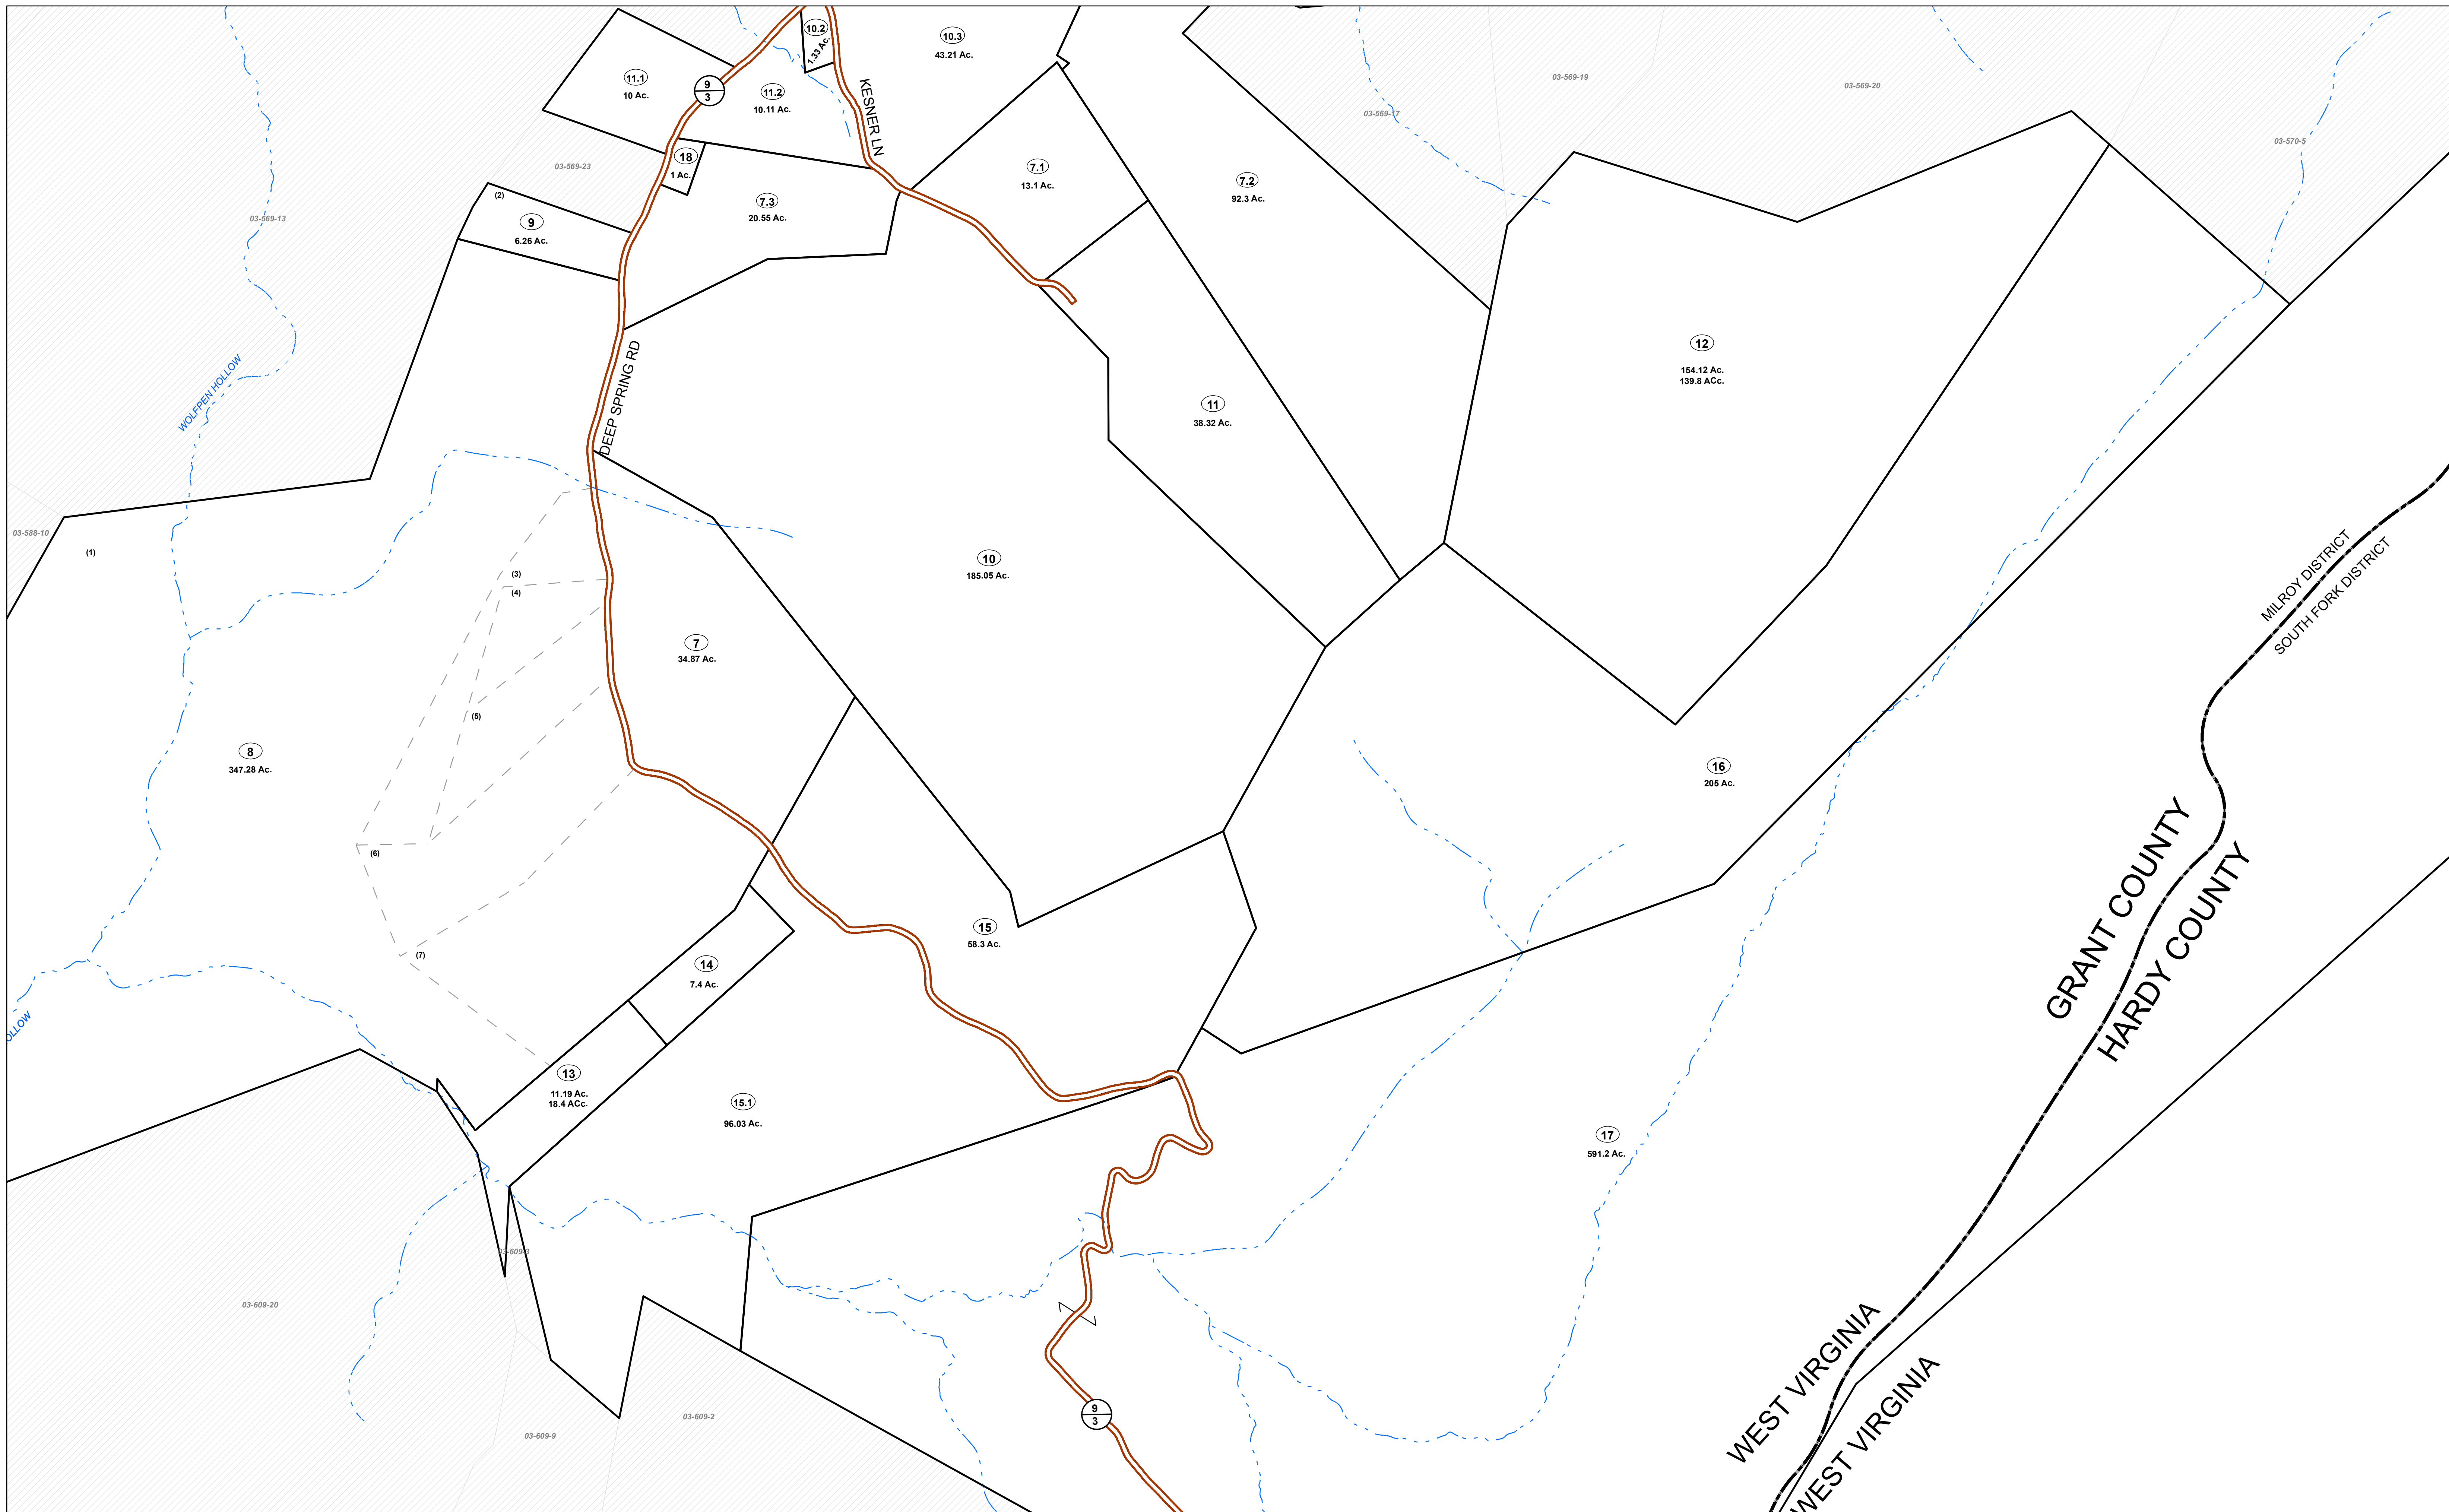 10.2
1.33 Ac.
10.3
43.21 Ac.
11.1
10 Ac.
9
3
11.2
10.11 Ac.
KESNER LN
03-569-19
03-569-20
03-569-17
03-570-5
18
1 Ac.
03-569-23
7.1
13.1 Ac.
7.2
92.3 Ac.
(2)
7.3
20.55 Ac.
03-569-13
9
6.26 Ac.
12
154.12 Ac.
139.8 ACc.
WOLFPEN HOLLOW
DEEP SPRING RD
11
38.32 Ac.
03-588-10
(1)
10
185.05 Ac.
(3)
(4)
MILROY DISTRICT
SOUTH FORK DISTRICT
7
34.87 Ac.
(5)
8
347.28 Ac.
16
205 Ac.
(6)
GRANT COUNTY
HARDY COUNTY
15
58.3 Ac.
(7)
14
7.4 Ac.
OLLOW
13
11.19 Ac.
18.4 ACc.
15.1
96.03 Ac.
17
591.2 Ac.
03-609-3
03-609-20
WEST VIRGINIA
WEST VIRGINIA
9
3
03-609-2
03-609-9